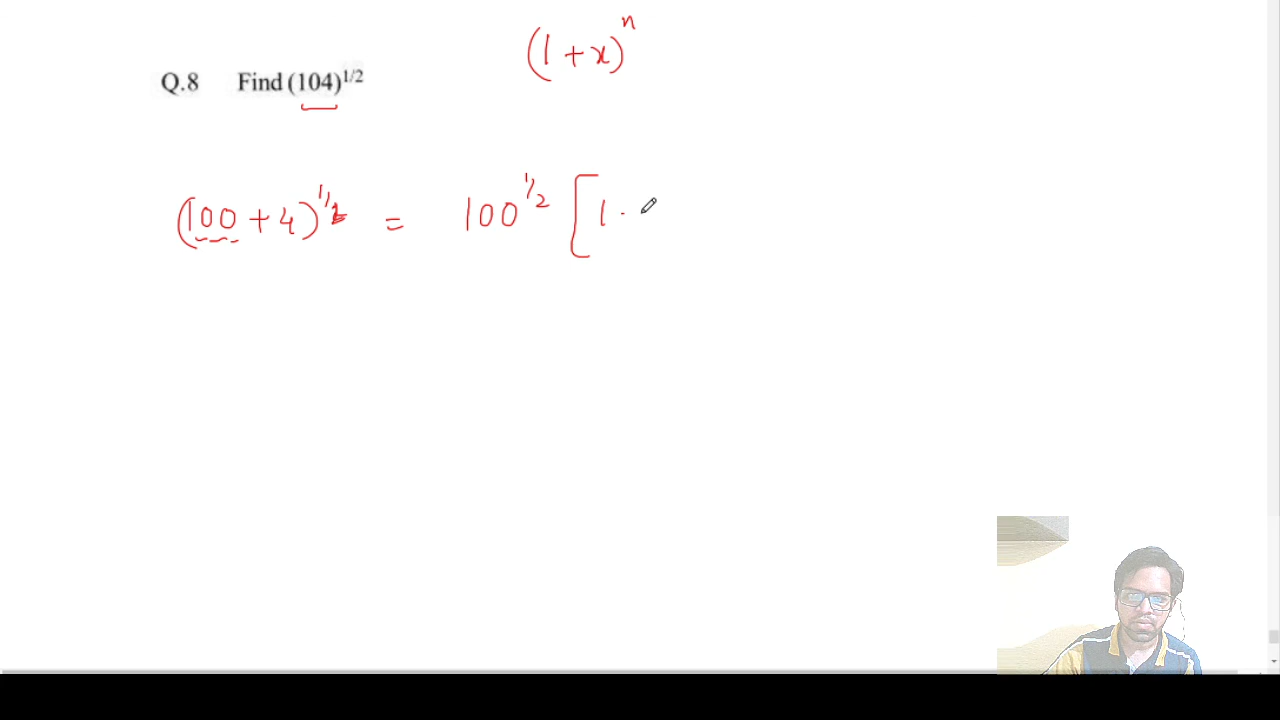 (1 + x)^n
Q.8 Find (104)^1/2
(100 + 4)^1/2 = 100^1/2 [1 ·